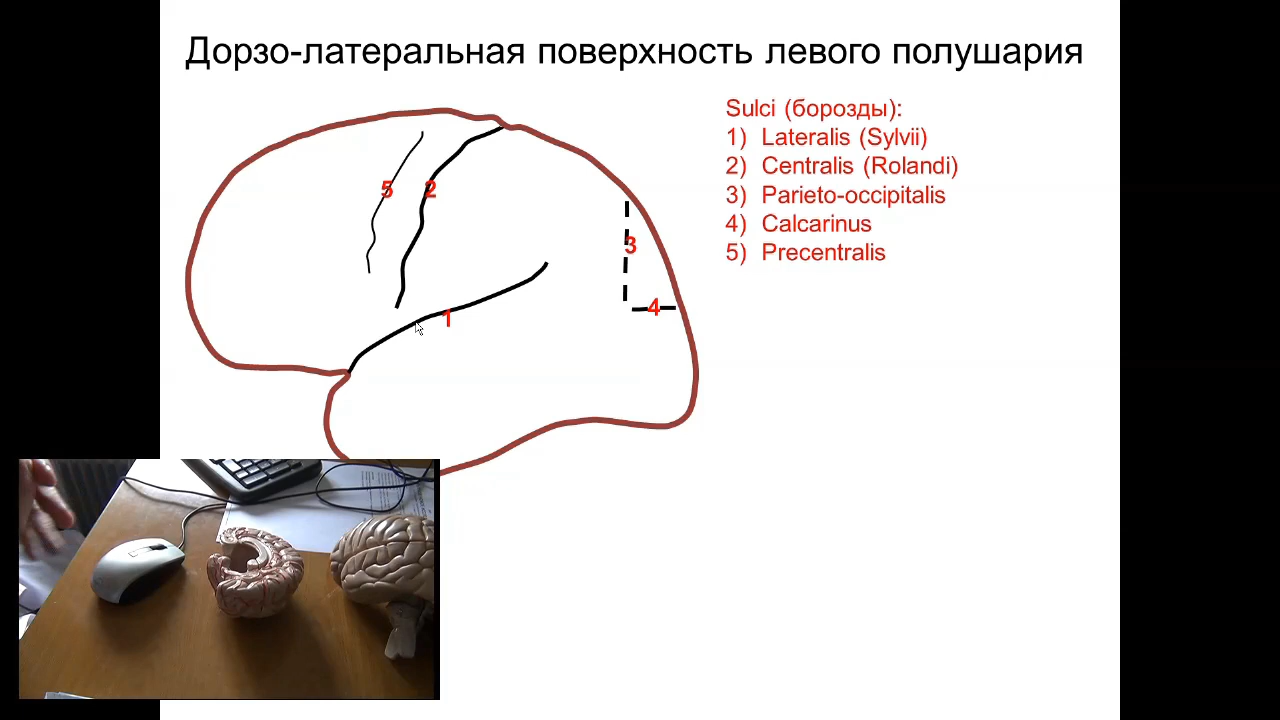 Дорзо-латеральная поверхность левого полушария
Sulci (борозды):
1) Lateralis (Sylvii)
2) Centralis (Rolandi)
3) Parieto-occipitalis
4) Calcarinus
5) Precentralis
5
2
3
4
1